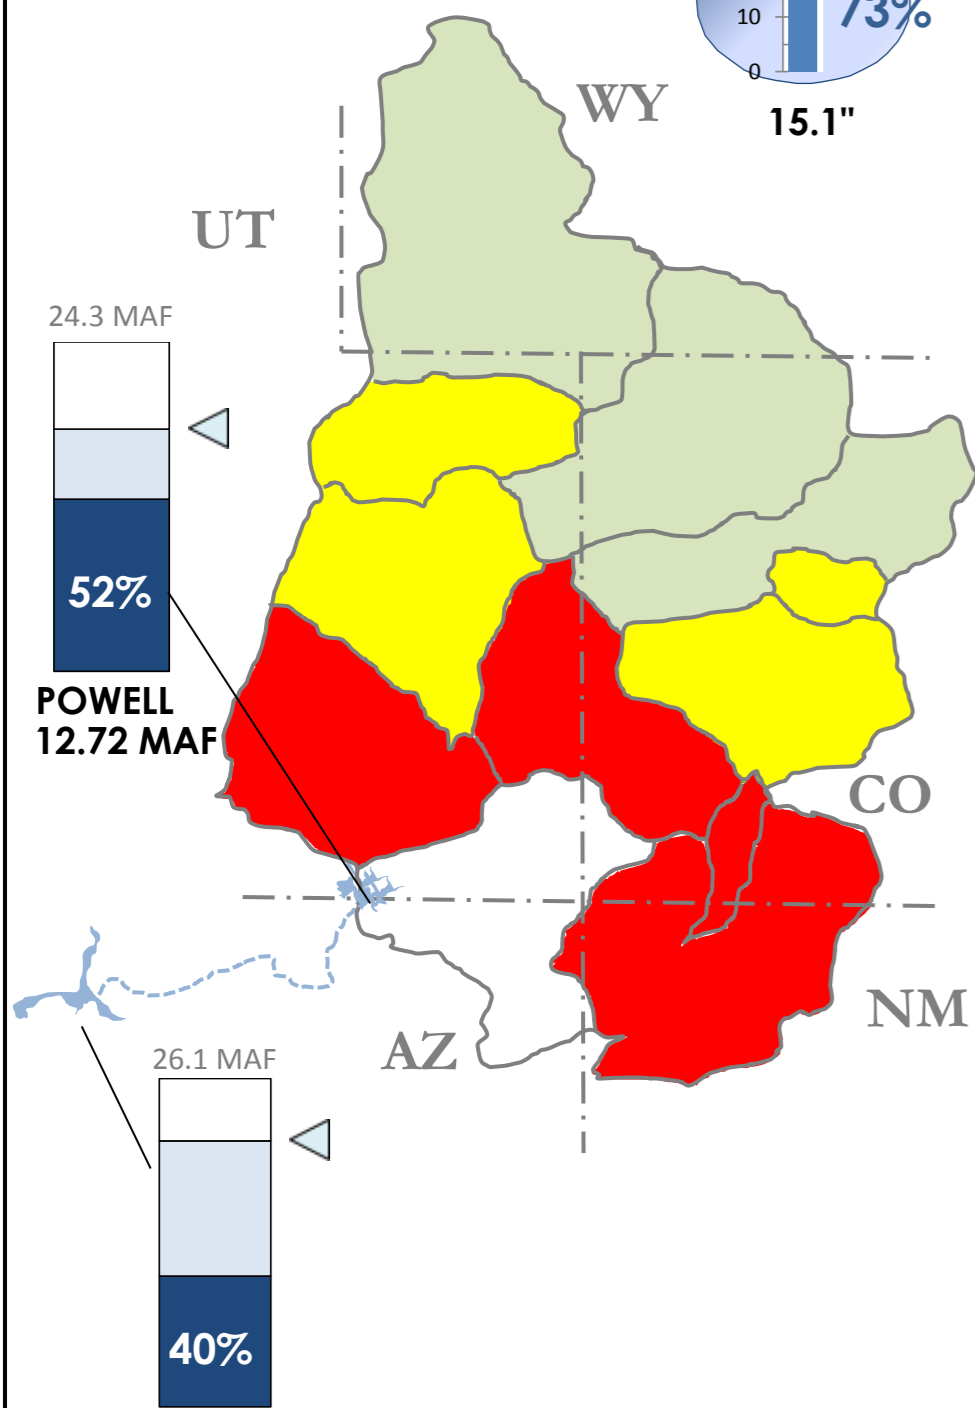 10
73%
0
15.1"
WY
UT
24.3 MAF
52%
POWELL
12.72 MAF
CO
NM
AZ
26.1 MAF
40%